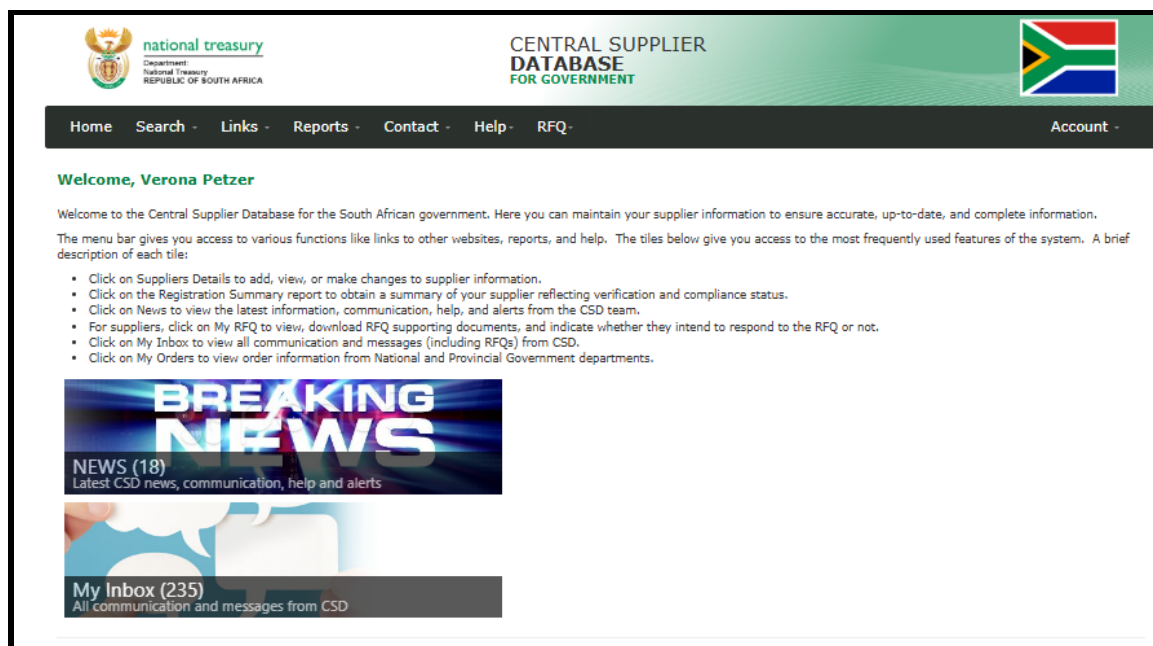 national treasury
Department:
National Treasury
REPUBLIC OF SOUTH AFRICA
CENTRAL SUPPLIER
DATABASE
FOR GOVERNMENT
Home Search - Links - Reports - Contact - Help- RFQ- Account -
Welcome, Verona Petzer
Welcome to the Central Supplier Database for the South African government. Here you can maintain your supplier information to ensure accurate, up-to-date, and complete information.
The menu bar gives you access to various functions like links to other websites, reports, and help. The tiles below give you access to the most frequently used features of the system. A brief
description of each tile:
• Click on Suppliers Details to add, view, or make changes to supplier information.
• Click on the Registration Summary report to obtain a summary of your supplier reflecting verification and compliance status.
• Click on News to view the latest information, communication, help, and alerts from the CSD team.
• For suppliers, click on My RFQ to view, download RFQ supporting documents, and indicate whether they intend to respond to the RFQ or not.
• Click on My Inbox to view all communication and messages (including RFQs) from CSD.
• Click on My Orders to view order information from National and Provincial Government departments.
BREAKING
NEWS
NEWS (18)
Latest CSD news, communication, help and alerts
My Inbox (235)
All communication and messages from CSD